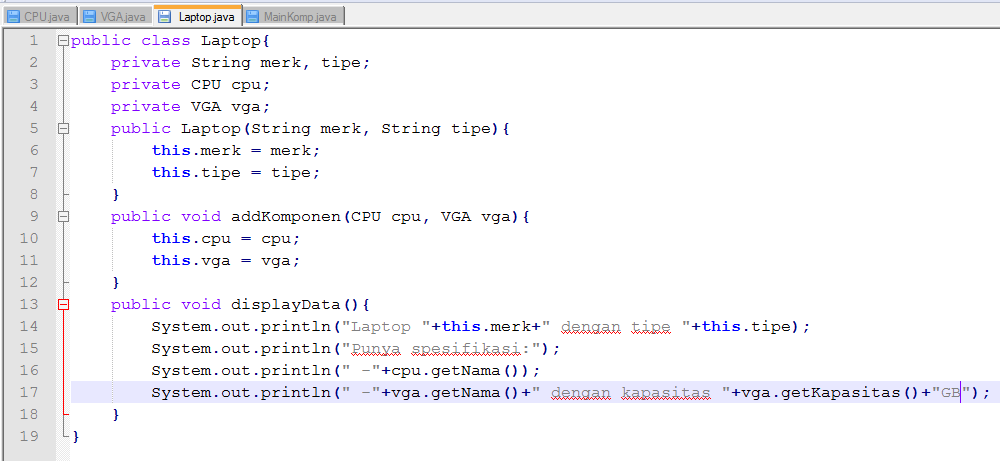 CPU.java VGA.java Laptop.java MainKomp.java
1 public class Laptop{
2     private String merk, tipe;
3     private CPU cpu;
4     private VGA vga;
5     public Laptop(String merk, String tipe){
6         this.merk = merk;
7         this.tipe = tipe;
8     }
9     public void addKomponen(CPU cpu, VGA vga){
10         this.cpu = cpu;
11         this.vga = vga;
12     }
13     public void displayData(){
14         System.out.println("Laptop "+this.merk+" dengan tipe "+this.tipe);
15         System.out.println("Punya spesifikasi:");
16         System.out.println(" -"+cpu.getNama());
17         System.out.println(" -"+vga.getNama()+" dengan kapasitas "+vga.getKapasitas()+"GB");
18     }
19 }